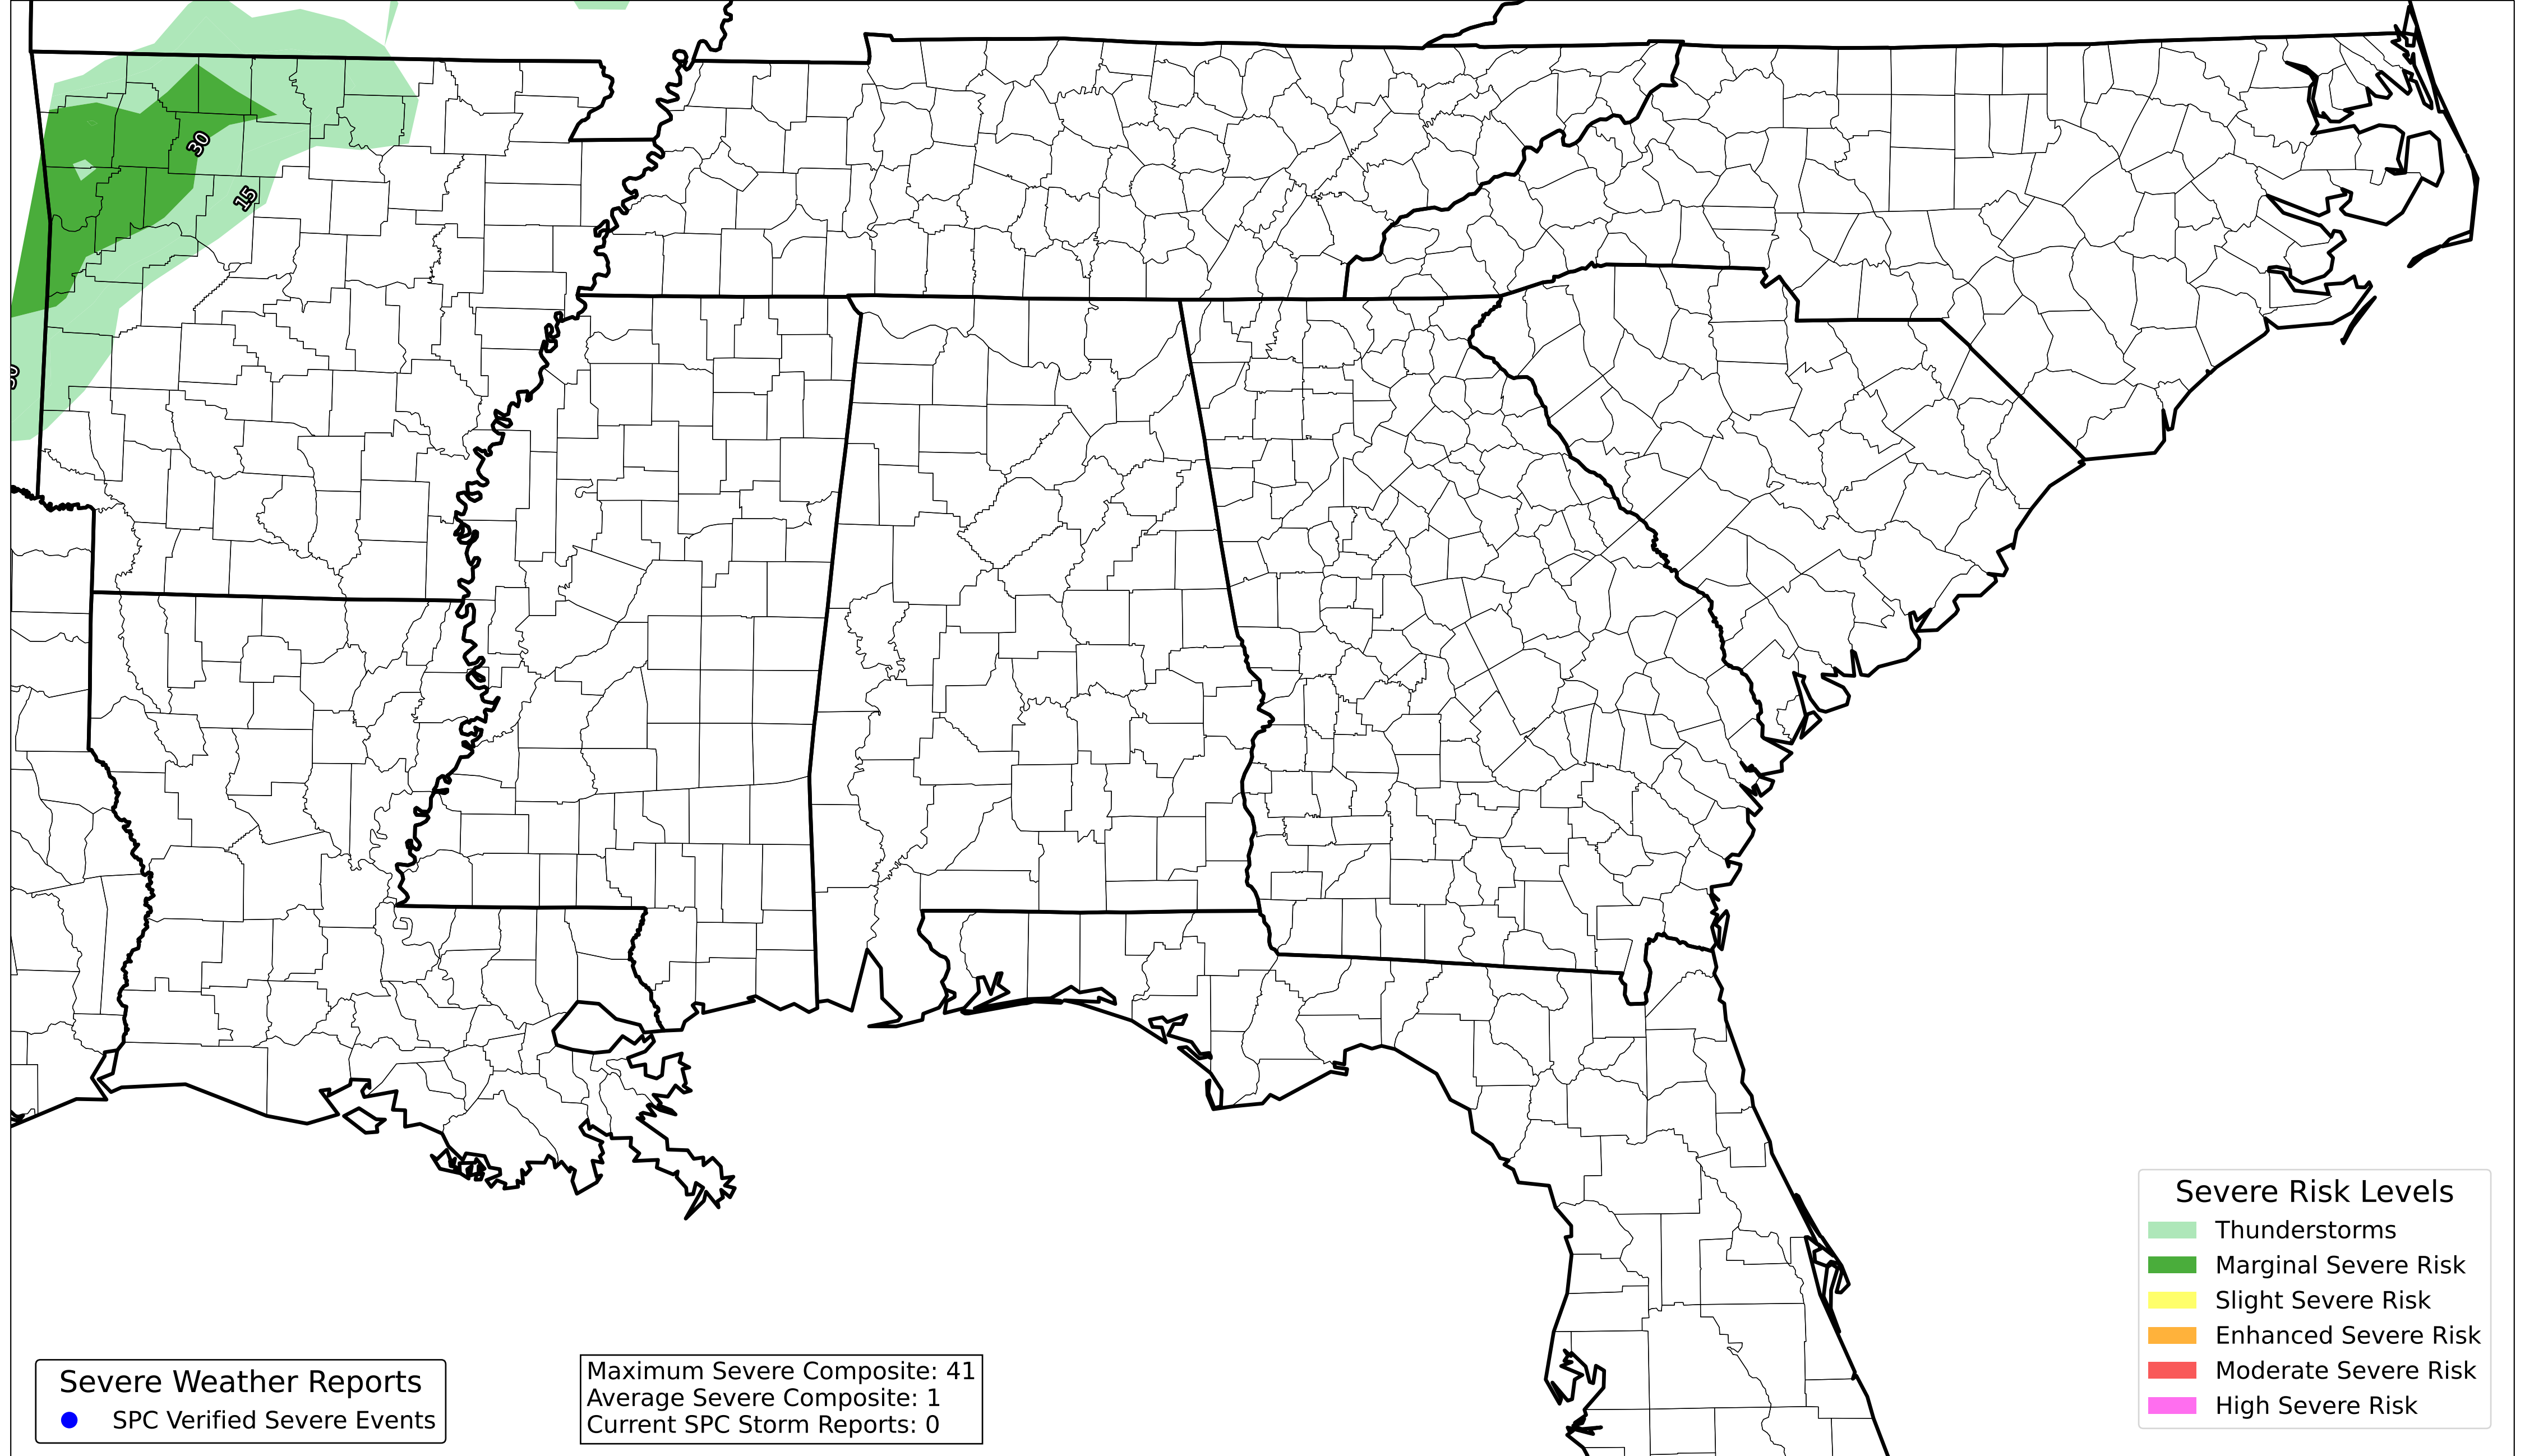 30
15
Severe Risk Levels
Thunderstorms
Marginal Severe Risk
Slight Severe Risk
Enhanced Severe Risk
Moderate Severe Risk
High Severe Risk
Severe Weather Reports
SPC Verified Severe Events
Maximum Severe Composite: 41
Average Severe Composite: 1
Current SPC Storm Reports: 0